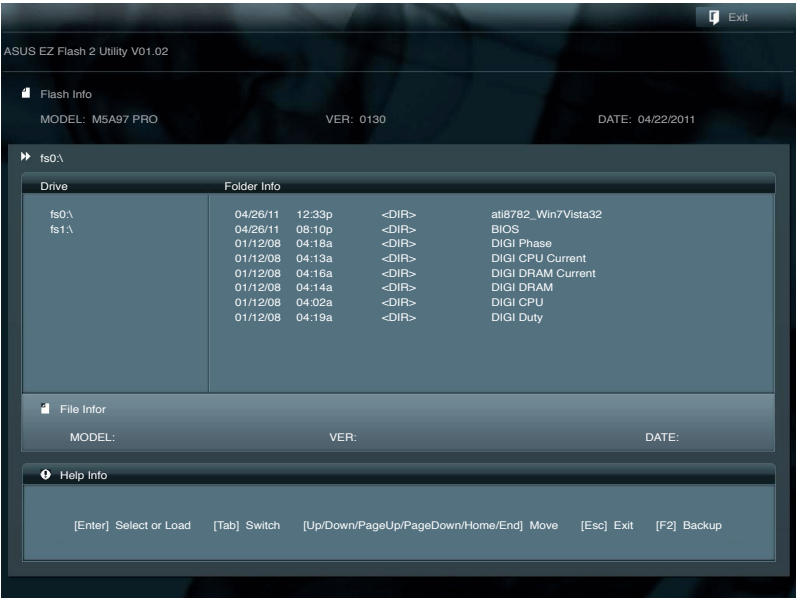 Exit
ASUS EZ Flash 2 Utility V01.02
Flash Info
MODEL: M5A97 PRO VER: 0130 DATE: 04/22/2011
fs0:\
Drive Folder Info
fs0:\ 04/26/11 12:33p <DIR> ati8782_Win7Vista32
fs1:\ 04/26/11 08:10p <DIR> BIOS
01/12/08 04:18a <DIR> DIGI Phase
01/12/08 04:13a <DIR> DIGI CPU Current
01/12/08 04:16a <DIR> DIGI DRAM Current
01/12/08 04:14a <DIR> DIGI DRAM
01/12/08 04:02a <DIR> DIGI CPU
01/12/08 04:19a <DIR> DIGI Duty
File Infor
MODEL: VER: DATE:
Help Info
[Enter] Select or Load [Tab] Switch [Up/Down/PageUp/PageDown/Home/End] Move [Esc] Exit [F2] Backup